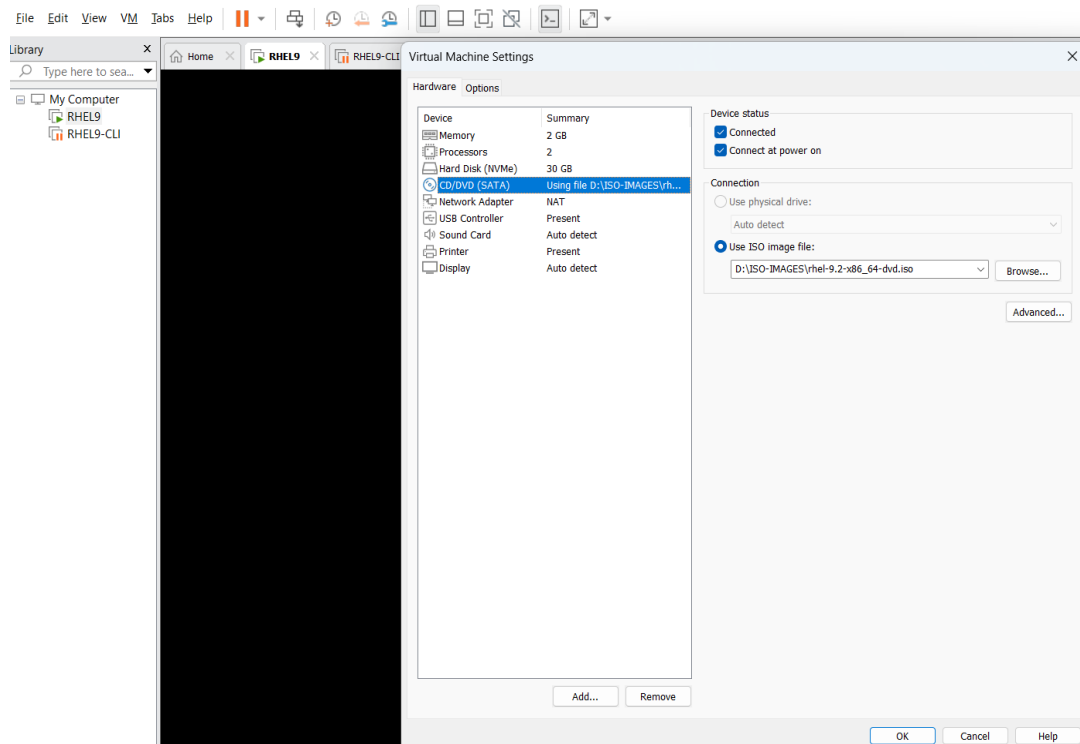 File Edit View VM Tabs Help
Library X
Type here to sea...
My Computer
RHEL9
RHEL9-CLI
Home RHEL9 RHEL9-CLI
Virtual Machine Settings
Hardware Options
Device Summary
Memory 2 GB
Processors 2
Hard Disk (NVMe) 30 GB
CD/DVD (SATA) Using file D:\ISO-IMAGES\rh...
Network Adapter NAT
USB Controller Present
Sound Card Auto detect
Printer Present
Display Auto detect
Add... Remove
Device status
Connected
Connect at power on
Connection
Use physical drive:
Auto detect
Use ISO image file:
D:\ISO-IMAGES\rhel-9.2-x86_64-dvd.iso Browse...
Advanced...
OK Cancel Help